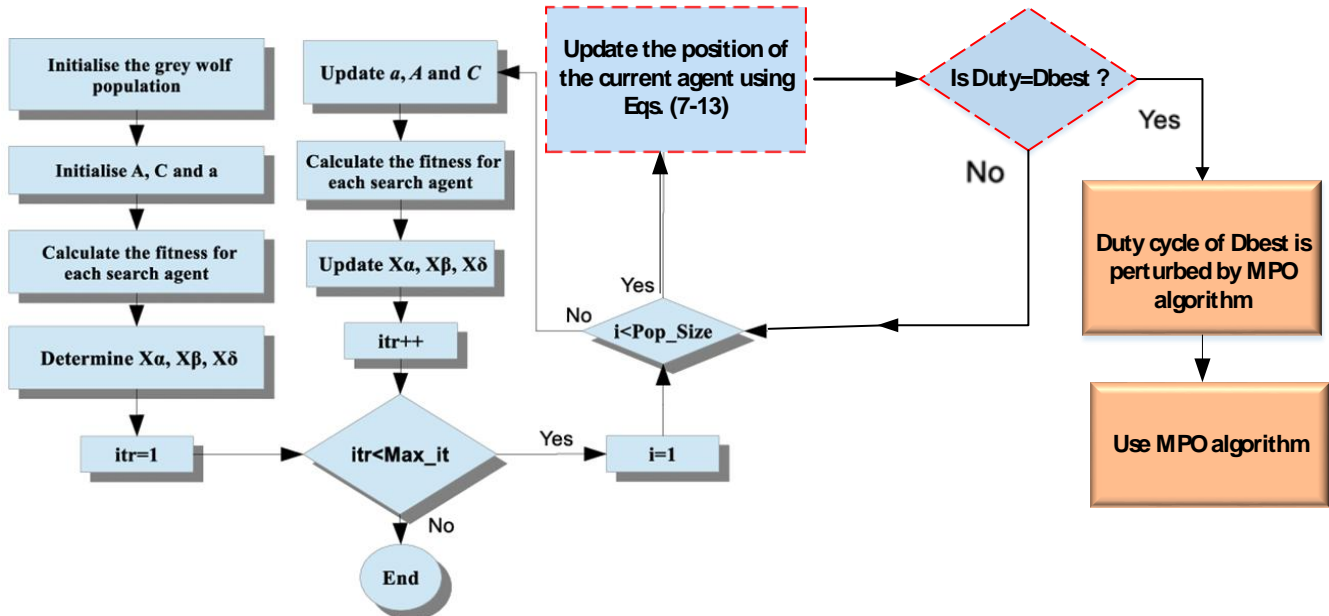 Initialise the grey wolf
population
Initialise A, C and a
Calculate the fitness for
each search agent
Determine Xα, Xβ, Xδ
itr=1
Update a, A and C
Calculate the fitness for
each search agent
Update Xα, Xβ, Xδ
itr++
itr<Max_it
Yes
No
End
i=1
i<Pop_Size
Yes
No
Update the position of
the current agent using
Eqs. (7-13)
Is Duty=Dbest ?
Yes
No
Duty cycle of Dbest is
perturbed by MPO
algorithm
Use MPO algorithm